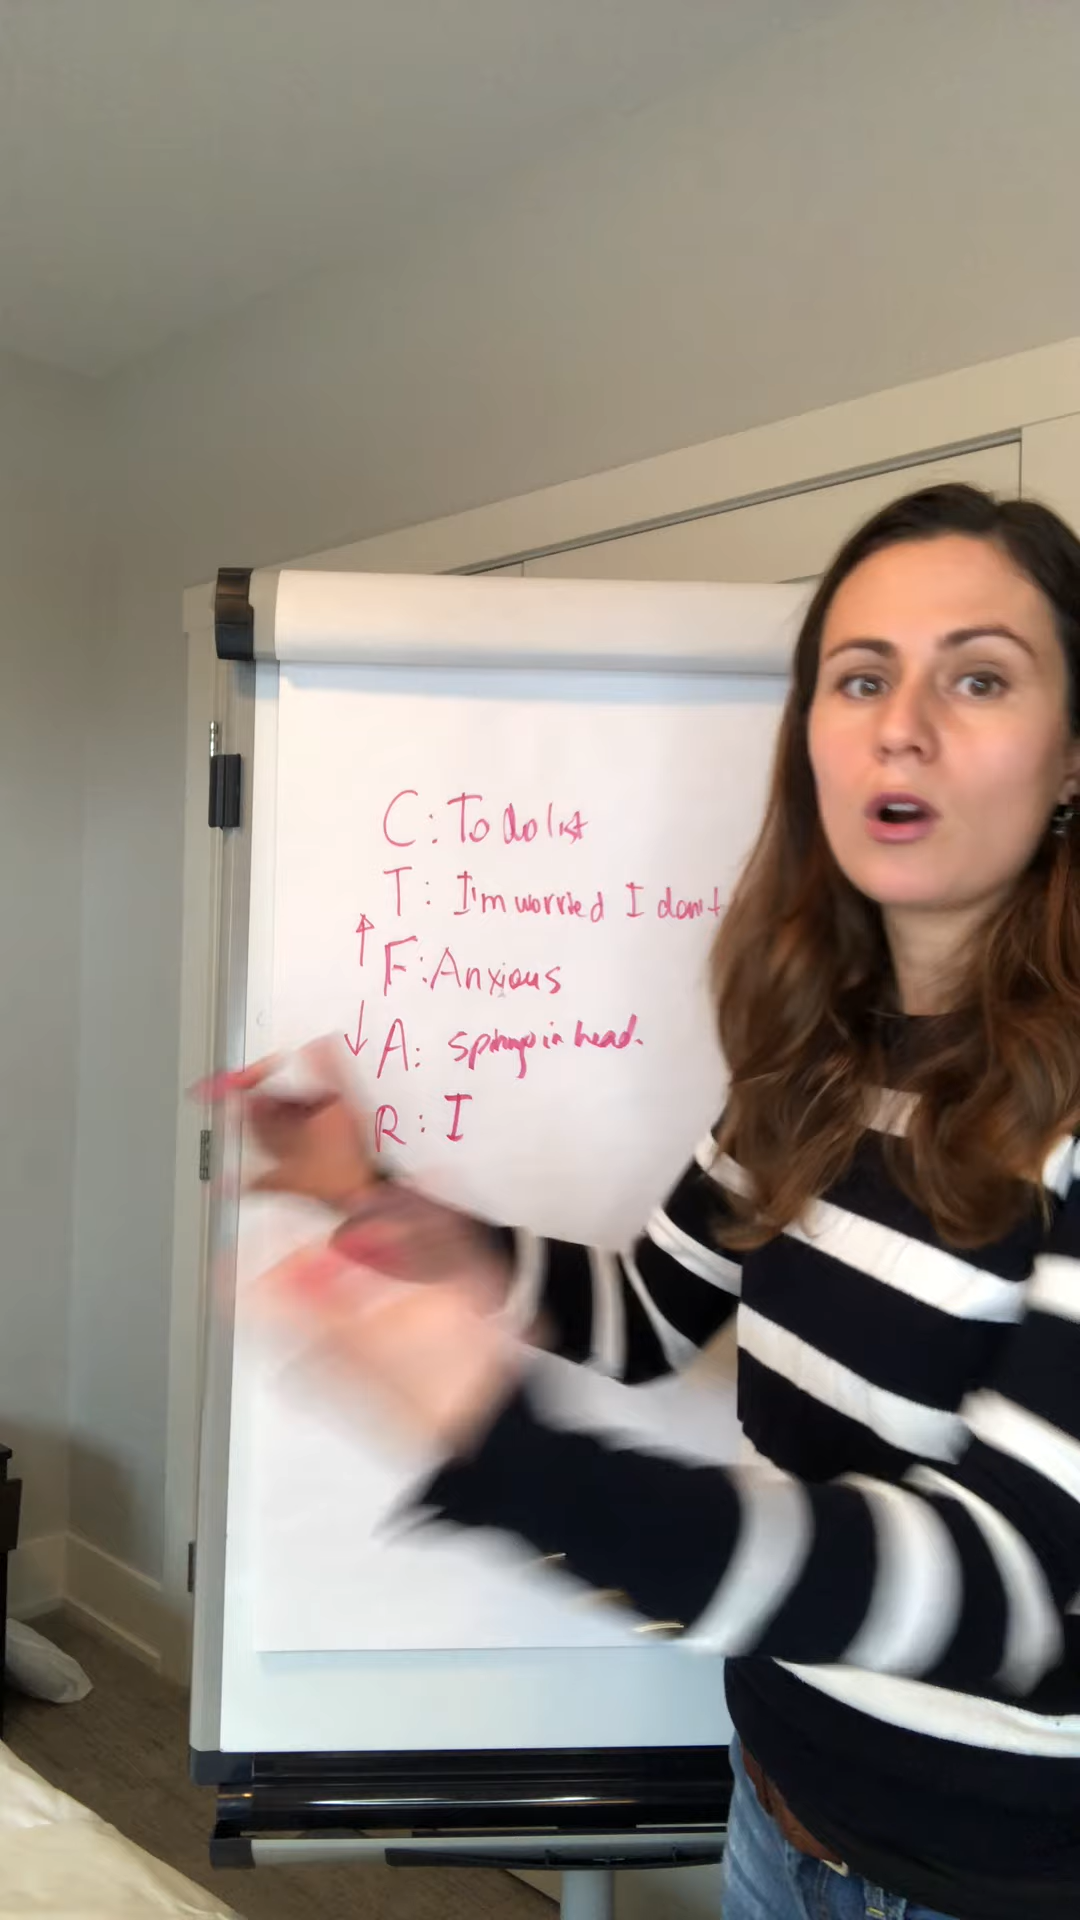 C: To do list
T: I'm worried I don't
F: Anxious
A: spinning in head.
R: I